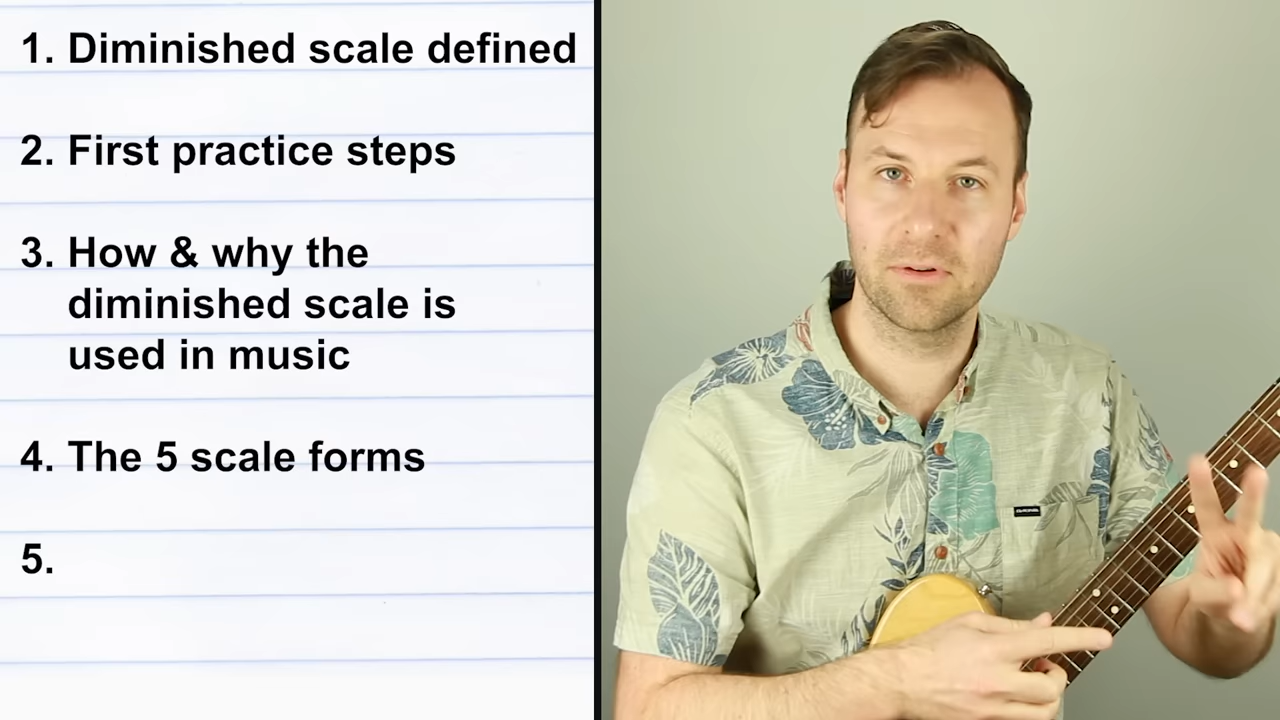 1. Diminished scale defined
2. First practice steps
3. How & why the
diminished scale is
used in music
4. The 5 scale forms
5.